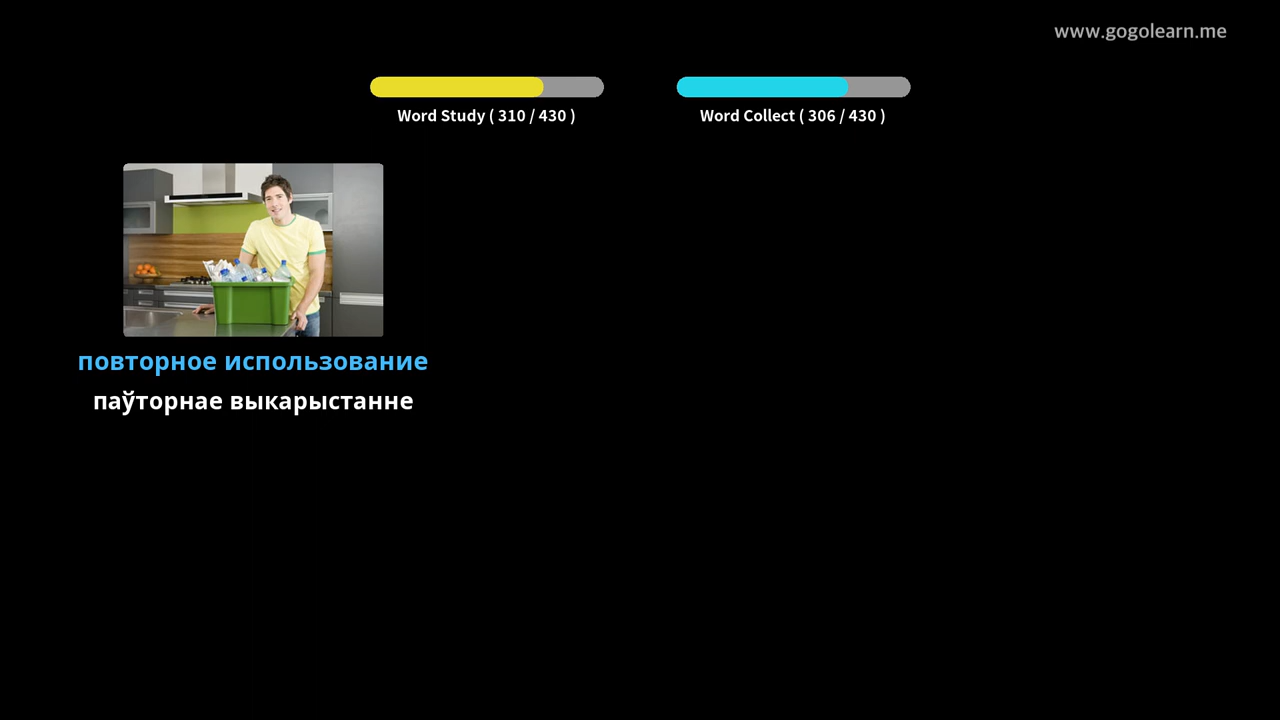 www.gogolearn.me
Word Study ( 310 / 430 )
Word Collect ( 306 / 430 )
повторное использование
паўторнае выкарыстанне